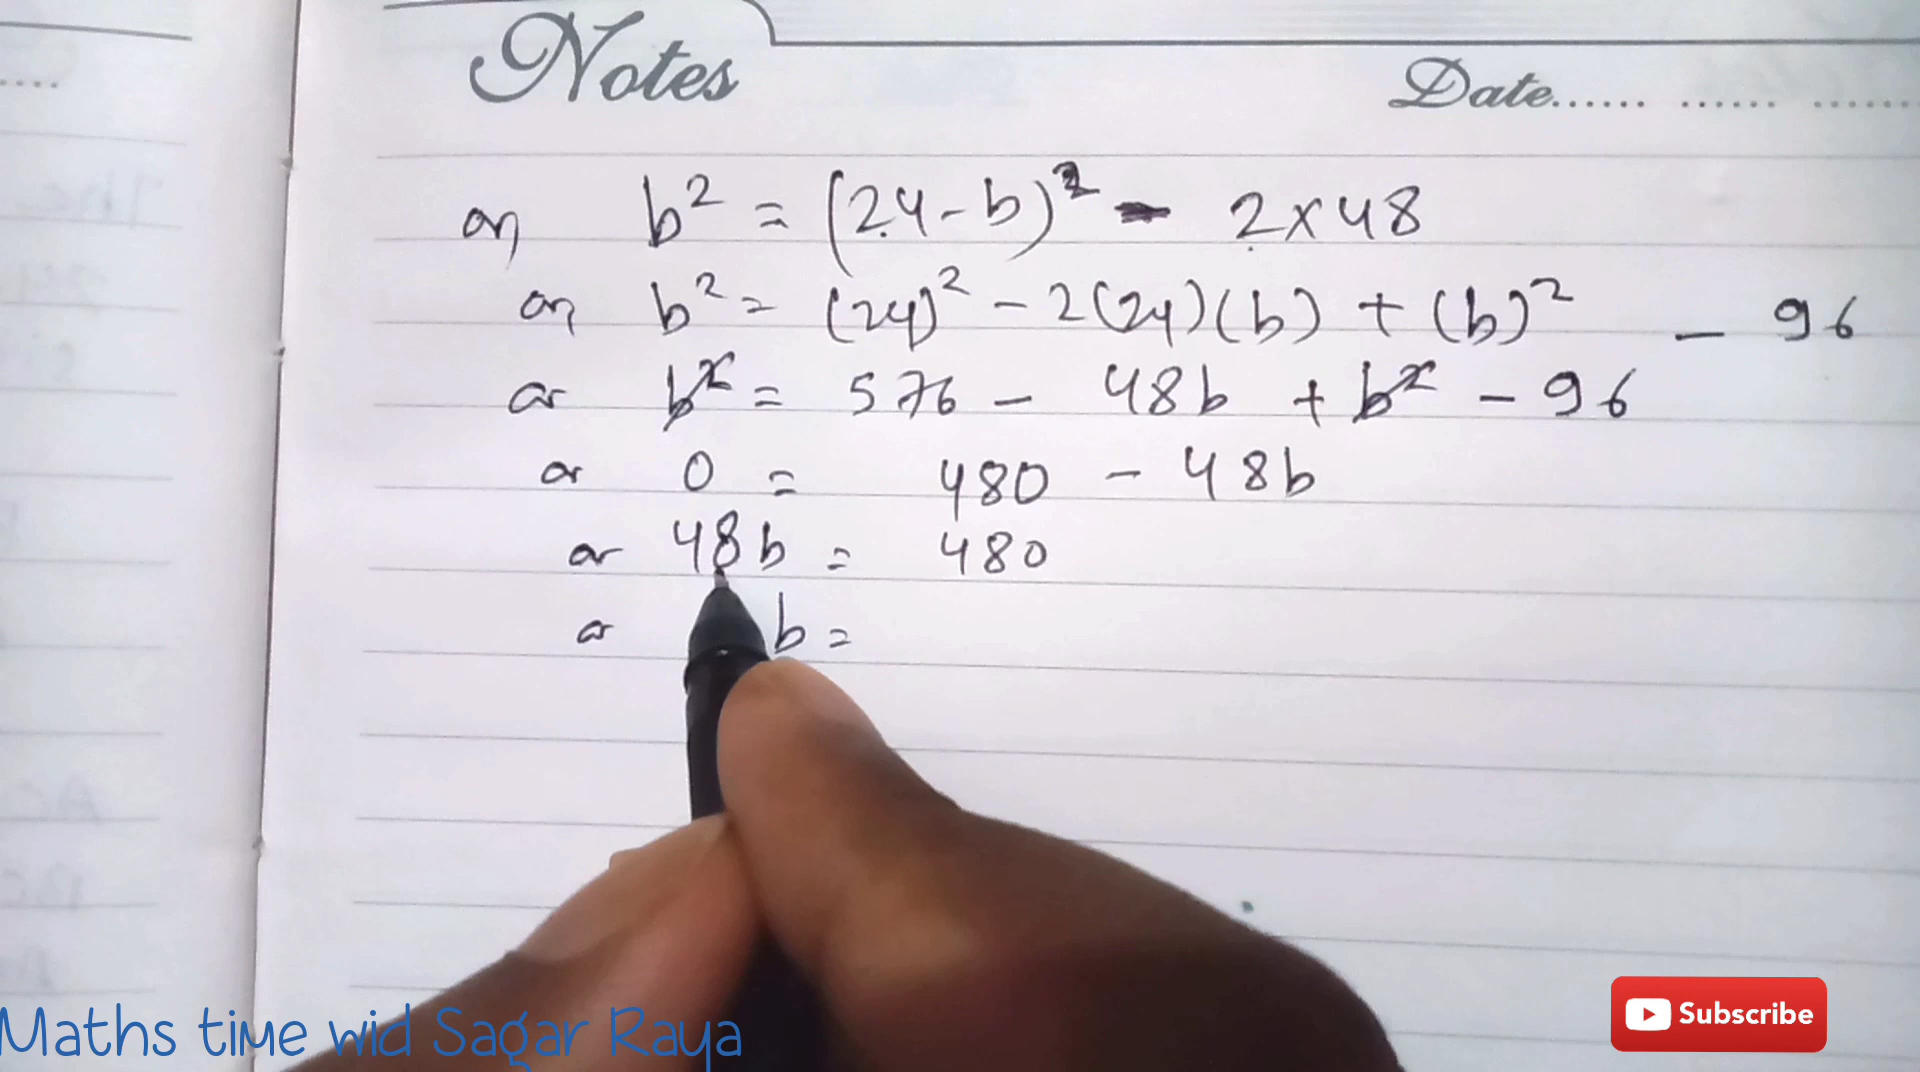 Notes
Date...... ...... ......
or b² = (24 - b)² - 2×48
or b² = (24)² - 2(24)(b) + (b)² - 96
or b² = 576 - 48b + b² - 96
or 0 = 480 - 48b
or 48b = 480
or b =
Maths time wid Sagar Raya
Subscribe